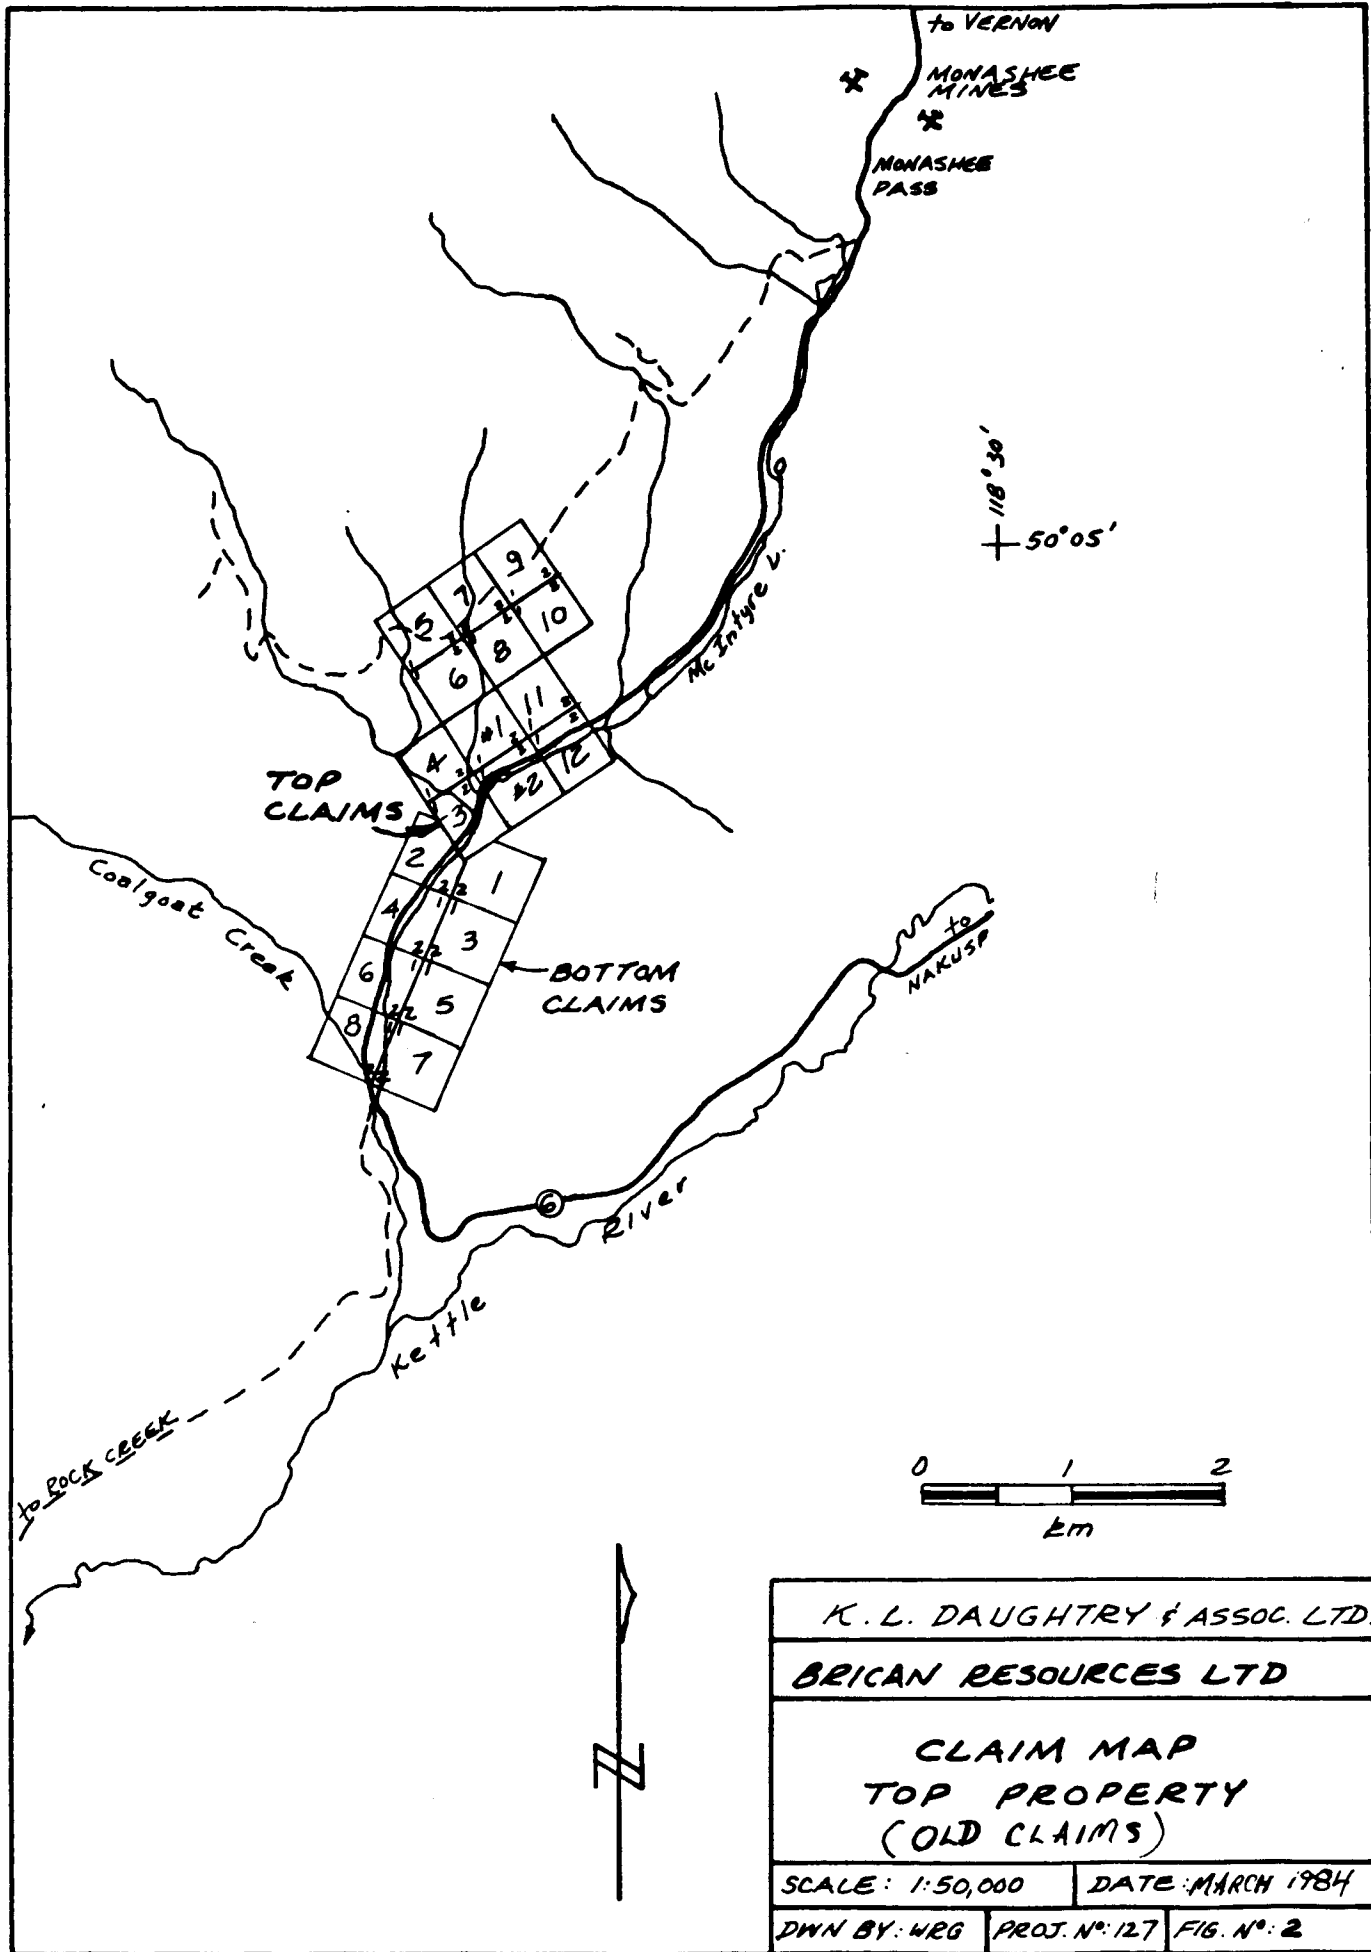 to VERNON
MONASHEE
MINES
MONASHEE
PASS
118°30'
50°05'
McIntyre L.
9
7
5
10
8
6
11
#1
4
12
#2
3
TOP
CLAIMS
2
1
4
3
6
5
8
7
BOTTOM
CLAIMS
Coalgoat Creek
to
NAKUSP
6
Kettle River
to ROCK CREEK
0 1 2
km
N
K. L. DAUGHTRY & ASSOC. LTD.
BRICAN RESOURCES LTD
CLAIM MAP
TOP PROPERTY
(OLD CLAIMS)
SCALE: 1:50,000
DATE: MARCH 1984
DWN BY: WRG
PROJ. Nº: 127
FIG. Nº: 2